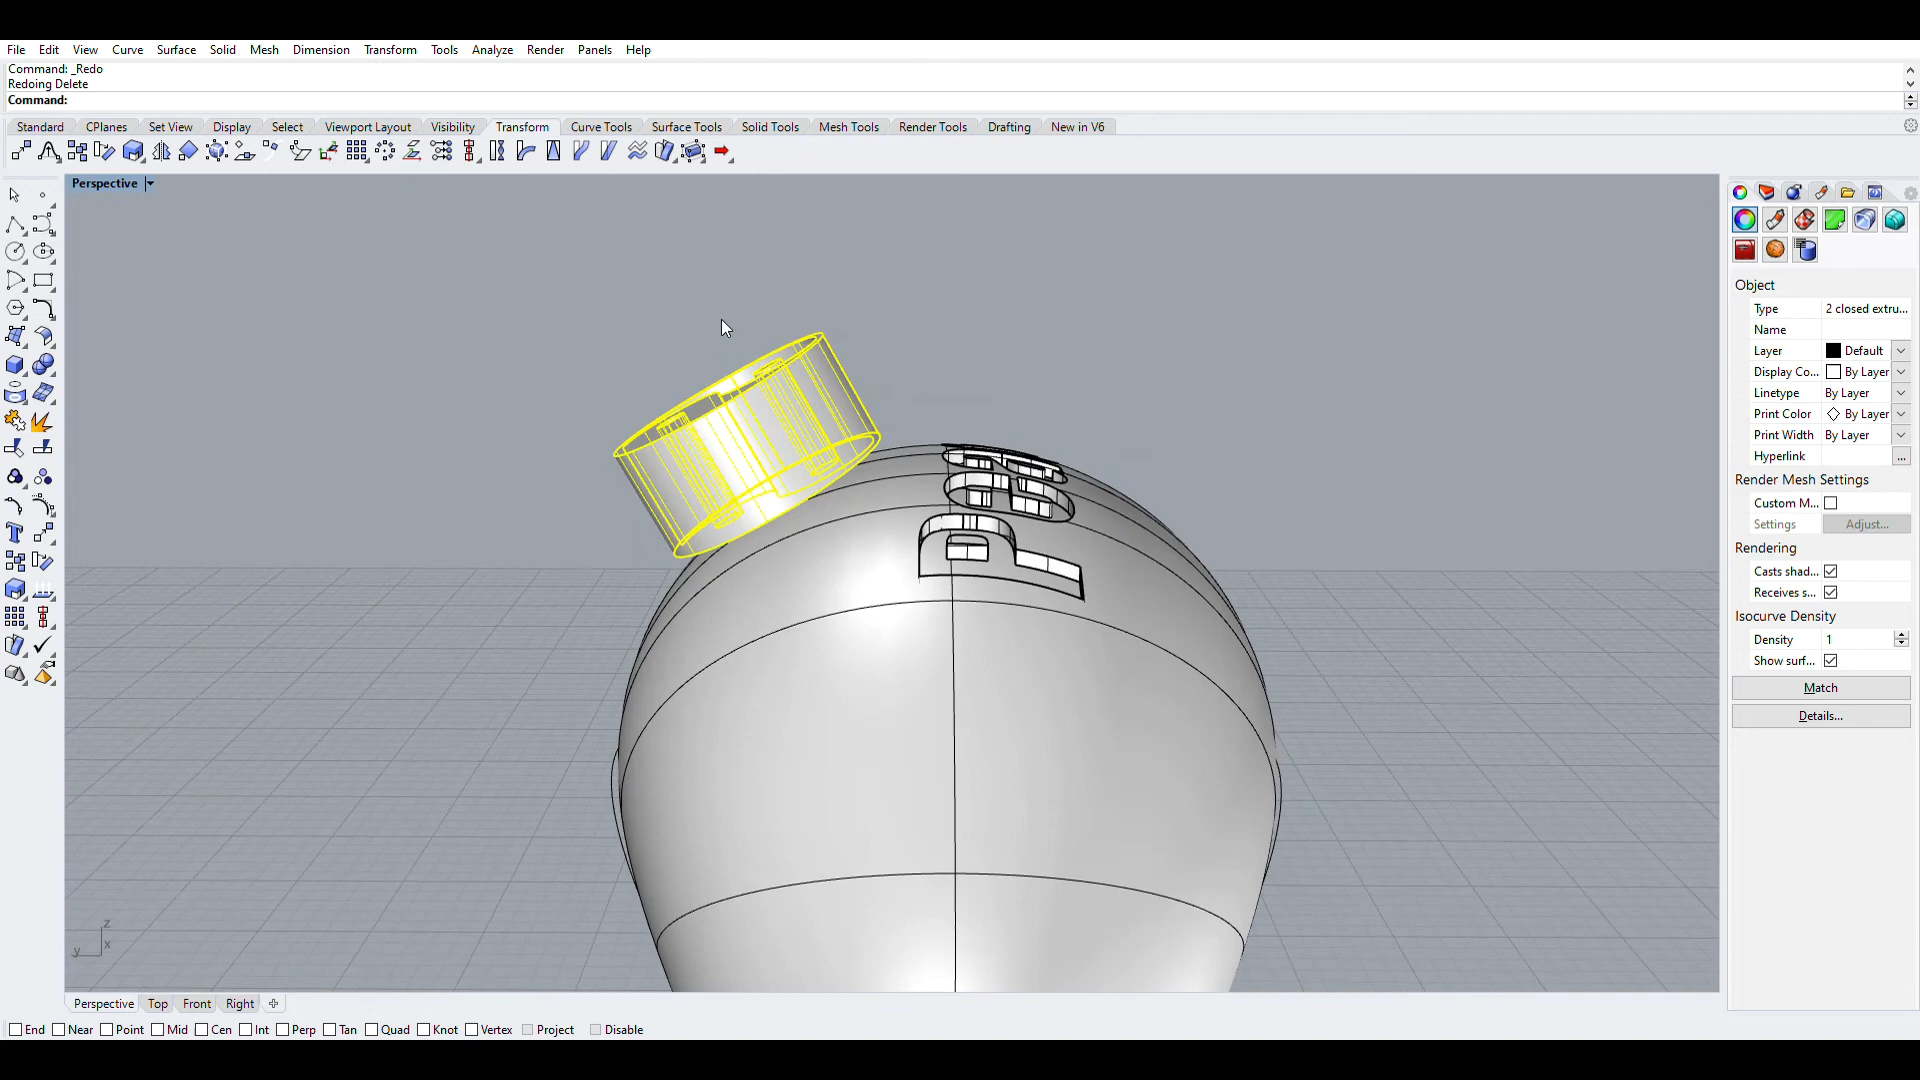 File Edit View Curve Surface Solid Mesh Dimension Transform Tools Analyze Render Panels Help
Command: _Redo
Redoing Delete
Command:
Standard CPlanes Set View Display Select Viewport Layout Visibility Transform Curve Tools Surface Tools Solid Tools Mesh Tools Render Tools Drafting New in V6
Perspective
Object
Type 2 closed extru...
Name
Layer Default
Display Co... By Layer
Linetype By Layer
Print Color By Layer
Print Width By Layer
Hyperlink ...
Render Mesh Settings
Custom M...
Settings Adjust...
Rendering
Casts shad...
Receives s...
Isocurve Density
Density 1
Show surf...
Match
Details...
z
y x
Perspective Top Front Right
End Near Point Mid Cen Int Perp Tan Quad Knot Vertex Project Disable